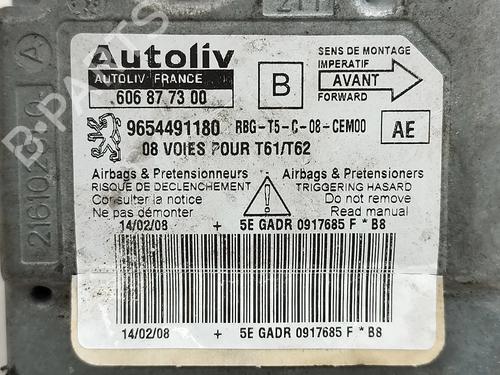 Autoliv
AUTOLIV FRANCE
606 87 73 00
B
SENS DE MONTAGE
IMPERATIF
AVANT
FORWARD
9654491180 RBG-T5-C-08-CEM00
AE
08 VOIES POUR T61/T62
Airbags & Pretensionneurs
RISQUE DE DECLENCHEMENT
Consulter la notice
Ne pas démonter
Airbags & Pretensioners
TRIGGERING HASARD
Do not remove
Read manual
14/02/08 + 5E GADR 0917685 F * B8
14/02/08 + 5E GADR 0917685 F * B8
A
B-PARTS